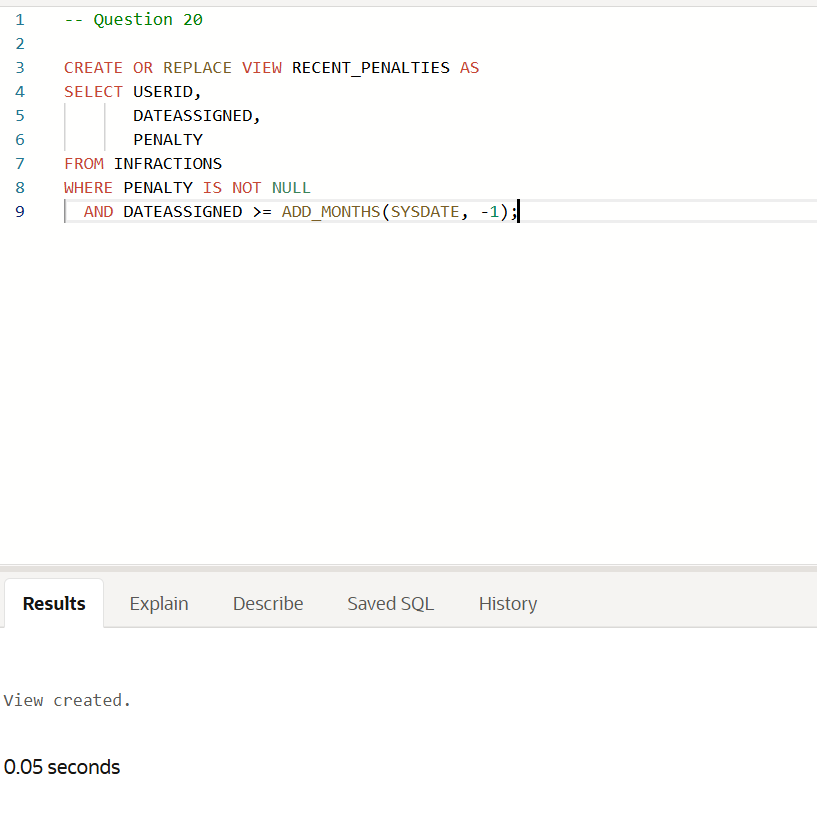 1 -- Question 20
2
3 CREATE OR REPLACE VIEW RECENT_PENALTIES AS
4 SELECT USERID,
5 DATEASSIGNED,
6 PENALTY
7 FROM INFRACTIONS
8 WHERE PENALTY IS NOT NULL
9 AND DATEASSIGNED >= ADD_MONTHS(SYSDATE, -1);
Results Explain Describe Saved SQL History
View created.
0.05 seconds